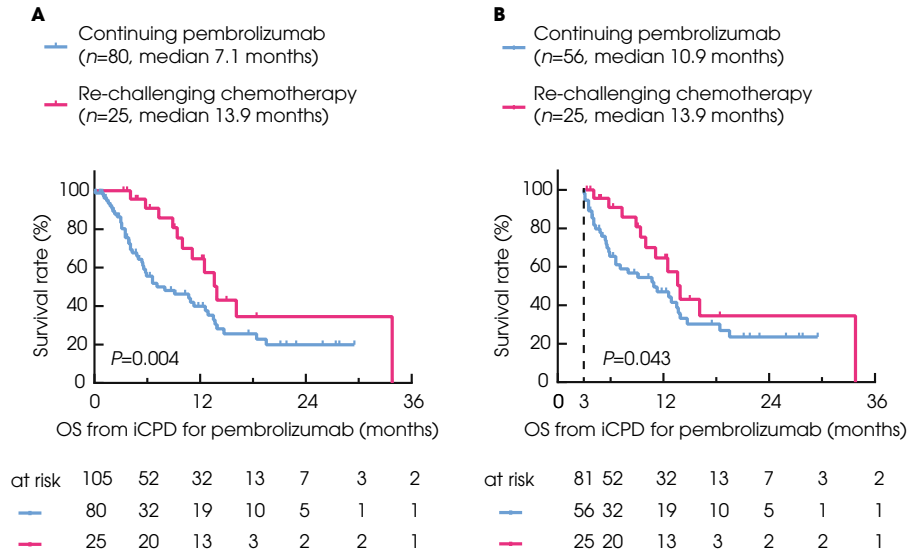 A
Continuing pembrolizumab
(n=80, median 7.1 months)
Re-challenging chemotherapy
(n=25, median 13.9 months)
100
80
60
40
20
0
Survival rate (%)
P=0.004
0 12 24 36
OS from iCPD for pembrolizumab (months)
at risk 105 52 32 13 7 3 2
80 32 19 10 5 1 1
25 20 13 3 2 2 1
B
Continuing pembrolizumab
(n=56, median 10.9 months)
Re-challenging chemotherapy
(n=25, median 13.9 months)
100
80
60
40
20
0
Survival rate (%)
P=0.043
0 3 12 24 36
OS from iCPD for pembrolizumab (months)
at risk 81 52 32 13 7 3 2
56 32 19 10 5 1 1
25 20 13 3 2 2 1